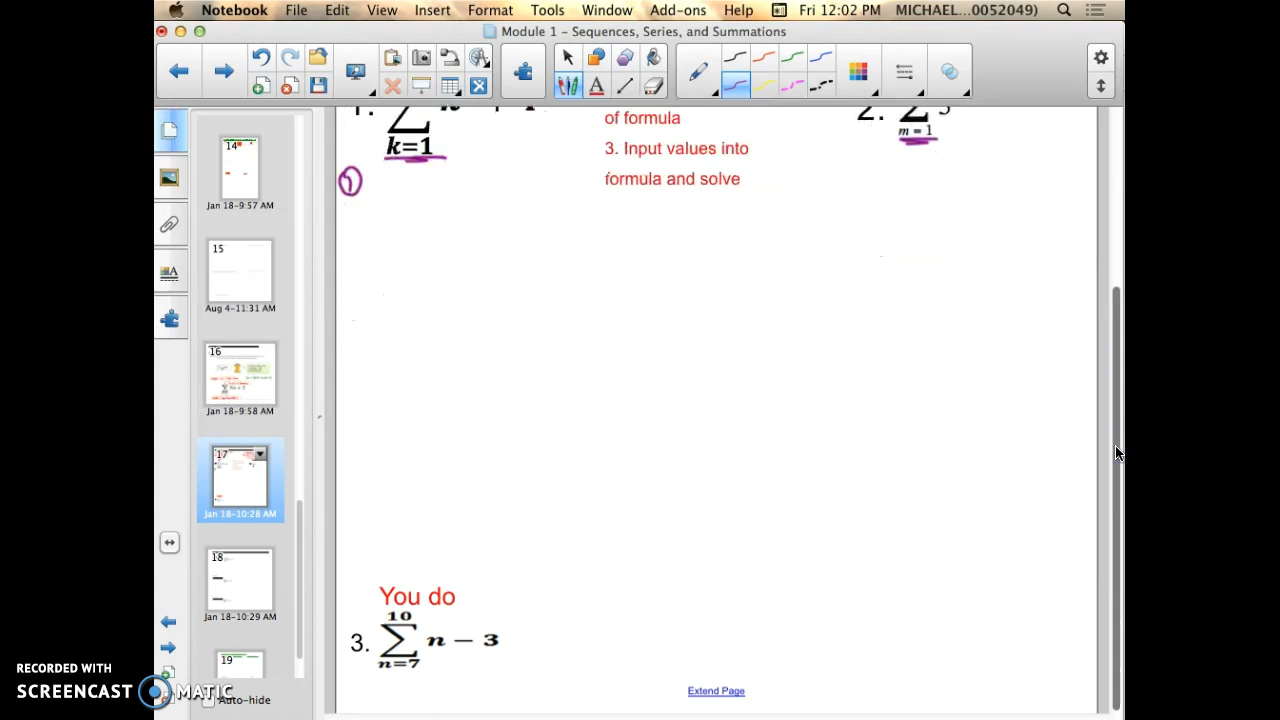 Notebook File Edit View Insert Format Tools Window Add-ons Help Fri 12:02 PM MICHAEL...0052049)
Module 1 – Sequences, Series, and Summations
1.
k=1
①
of formula
3. Input values into
formula and solve
2. Σ
m = 1
14
Jan 18-9:57 AM
15
Aug 4-11:31 AM
16
Jan 18-9:58 AM
17
Jan 18-10:28 AM
18
Jan 18-10:29 AM
19
You do
10
3. Σ n – 3
n=7
Extend Page
Auto-hide
RECORDED WITH
SCREENCAST MATIC